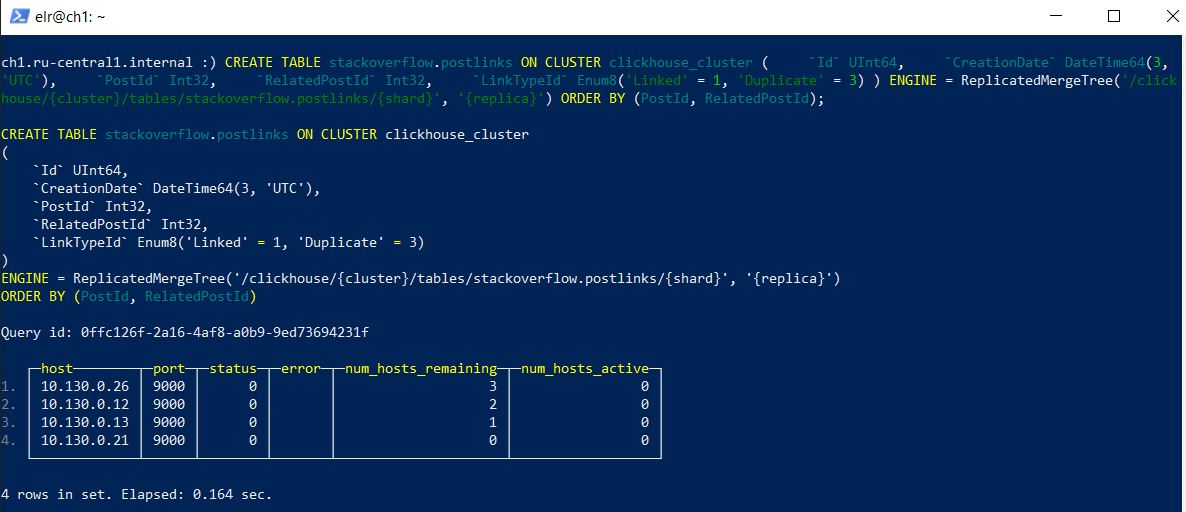 elr@ch1: ~
ch1.ru-central1.internal :) CREATE TABLE stackoverflow.postlinks ON CLUSTER clickhouse_cluster (     `Id` UInt64,     `CreationDate` DateTime64(3,
'UTC'),     `PostId` Int32,     `RelatedPostId` Int32,     `LinkTypeId` Enum8('Linked' = 1, 'Duplicate' = 3) ) ENGINE = ReplicatedMergeTree('/click
house/{cluster}/tables/stackoverflow.postlinks/{shard}', '{replica}') ORDER BY (PostId, RelatedPostId);
CREATE TABLE stackoverflow.postlinks ON CLUSTER clickhouse_cluster
(
    `Id` UInt64,
    `CreationDate` DateTime64(3, 'UTC'),
    `PostId` Int32,
    `RelatedPostId` Int32,
    `LinkTypeId` Enum8('Linked' = 1, 'Duplicate' = 3)
)
ENGINE = ReplicatedMergeTree('/clickhouse/{cluster}/tables/stackoverflow.postlinks/{shard}', '{replica}')
ORDER BY (PostId, RelatedPostId)
Query id: 0ffc126f-2a16-4af8-a0b9-9ed73694231f
host port status error num_hosts_remaining num_hosts_active
1. 10.130.0.26 9000 0 3 0
2. 10.130.0.12 9000 0 2 0
3. 10.130.0.13 9000 0 1 0
4. 10.130.0.21 9000 0 0 0
4 rows in set. Elapsed: 0.164 sec.